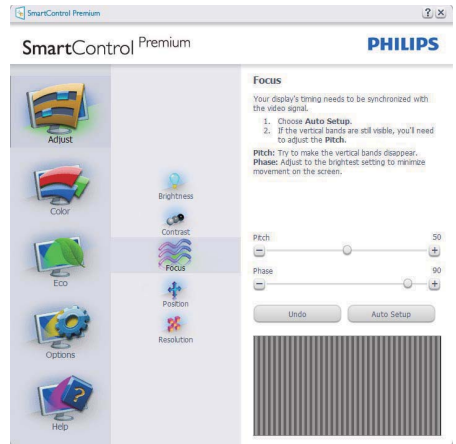 SmartControl Premium
SmartControl Premium
PHILIPS
Adjust
Color
Eco
Options
Help
Brightness
Contrast
Focus
Position
Resolution
Focus
Your display's timing needs to be synchronized with
the video signal.
1. Choose Auto Setup.
2. If the vertical bands are still visible, you'll need
to adjust the Pitch.
Pitch: Try to make the vertical bands disappear.
Phase: Adjust to the brightest setting to minimize
movement on the screen.
Pitch 50
Phase 90
Undo Auto Setup